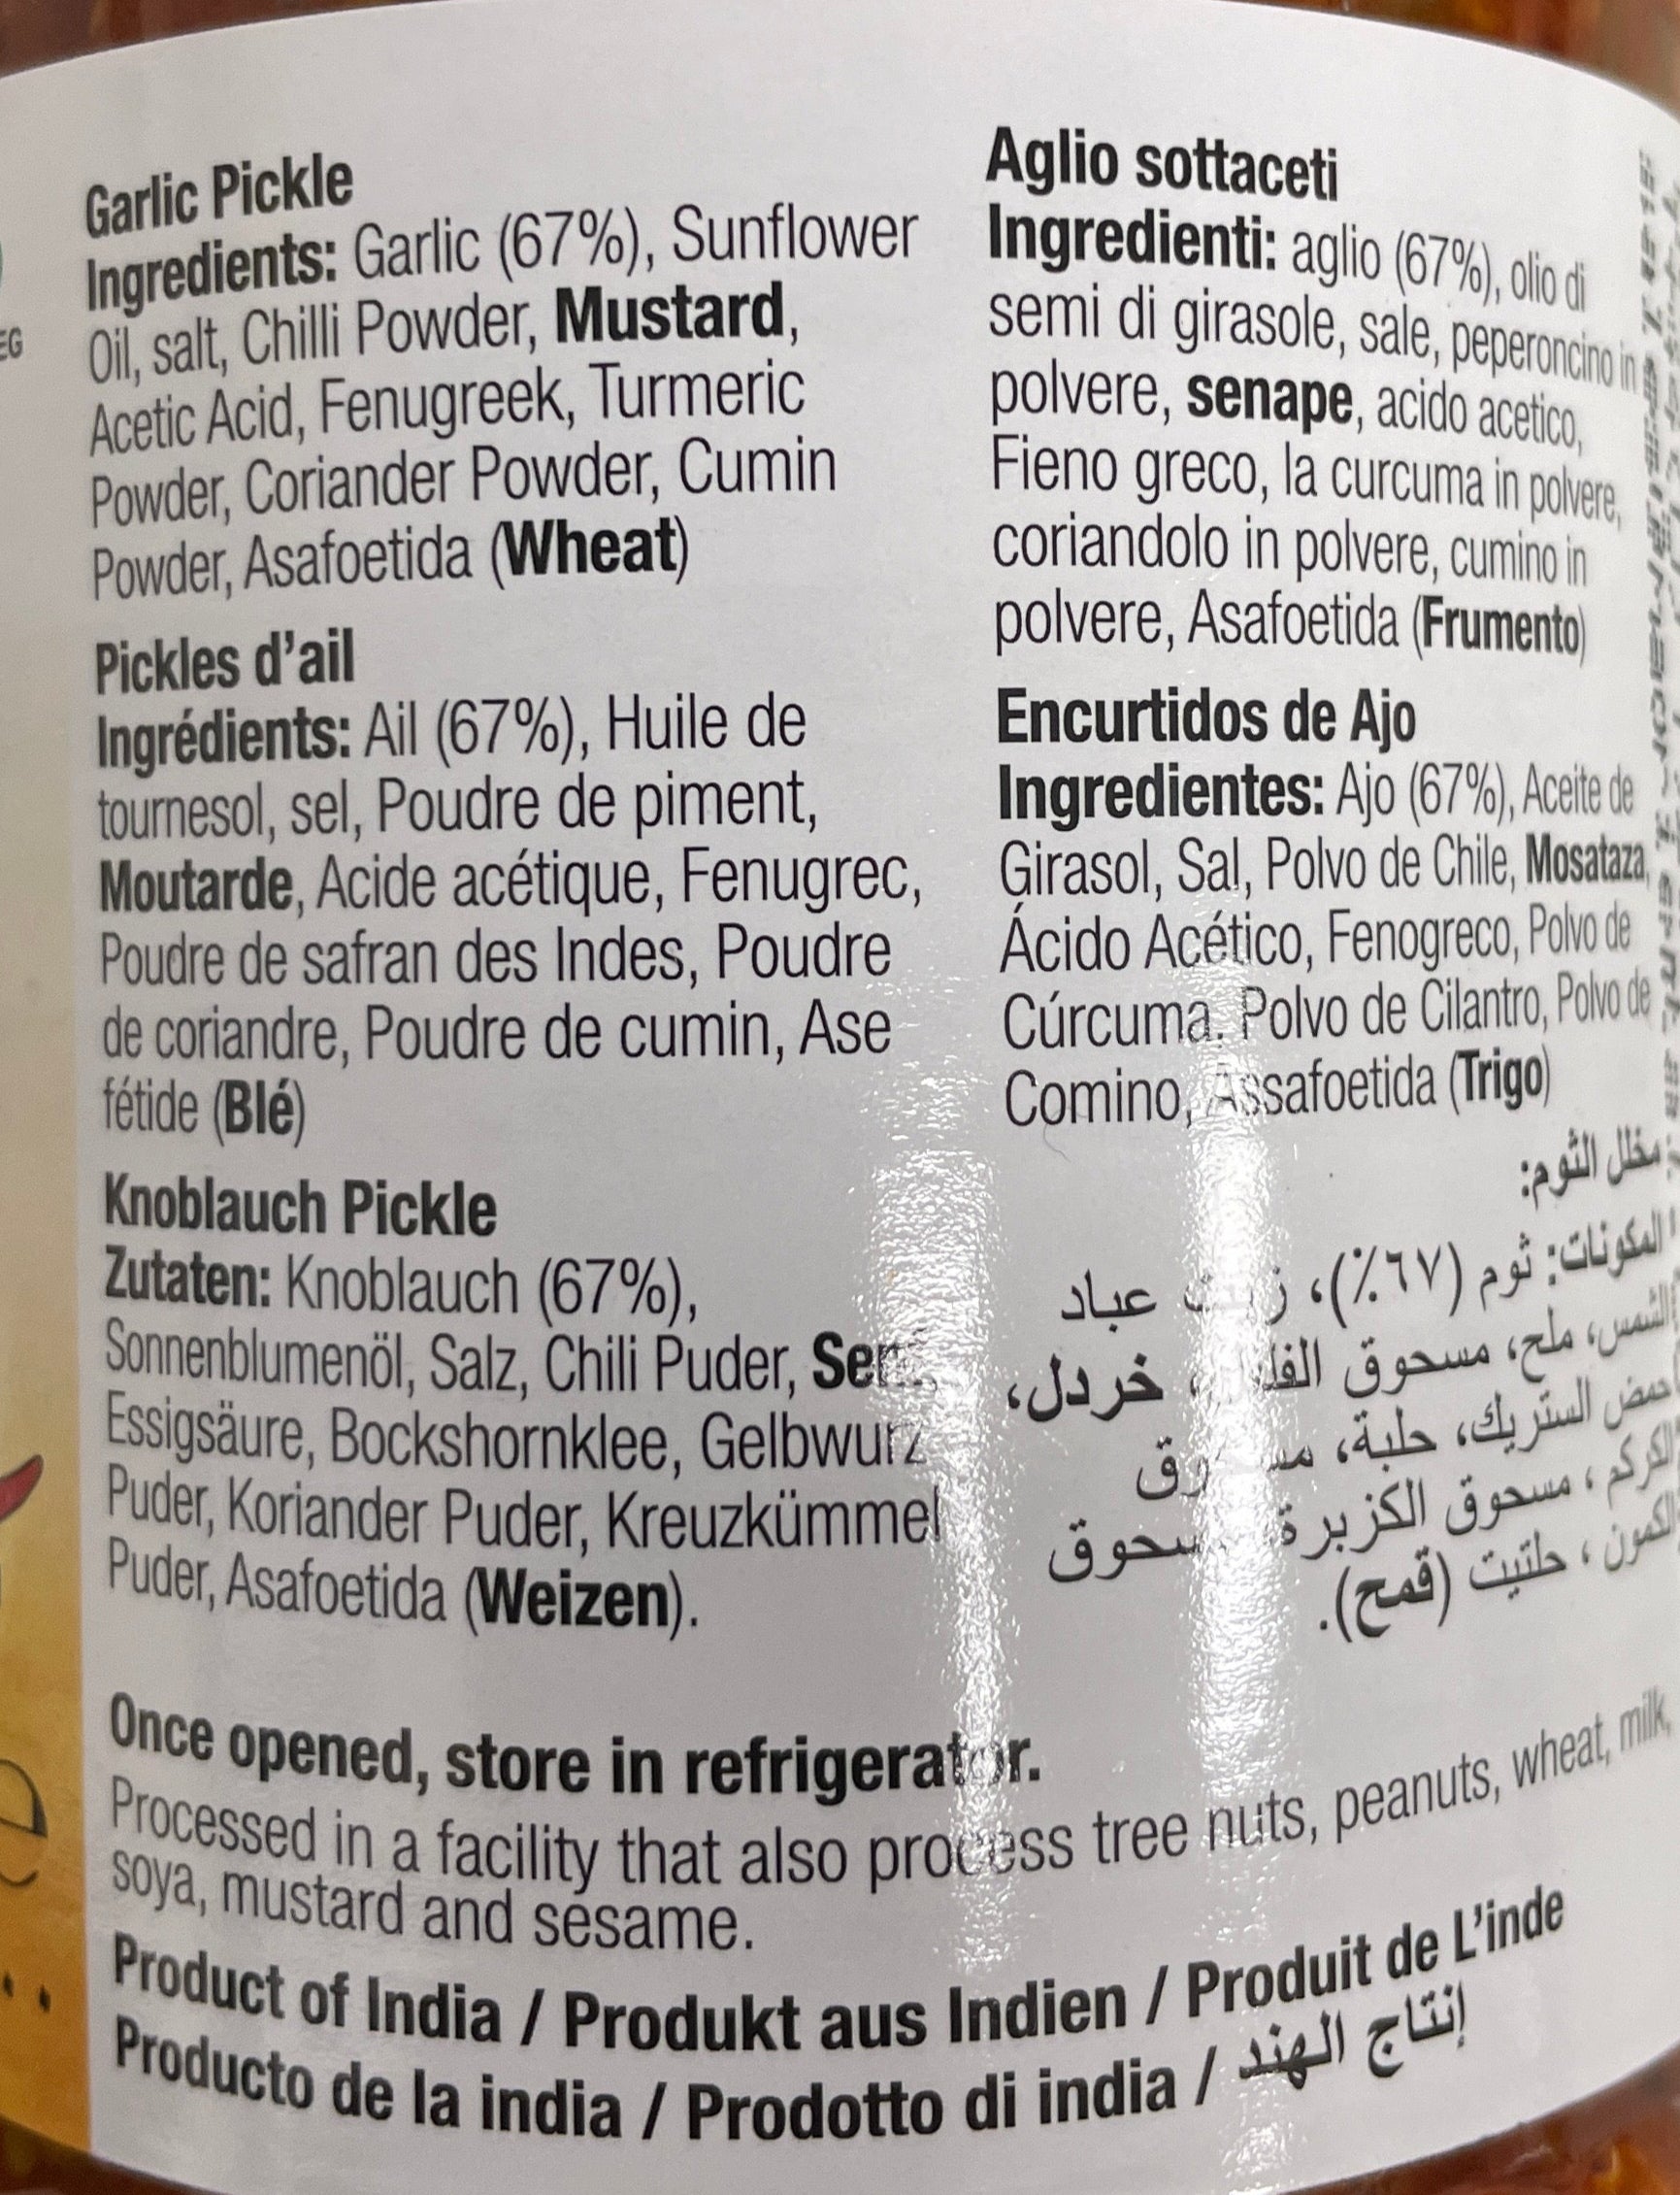 EG
Garlic Pickle
Ingredients: Garlic (67%), Sunflower
Oil, salt, Chilli Powder, Mustard,
Acetic Acid, Fenugreek, Turmeric
Powder, Coriander Powder, Cumin
Powder, Asafoetida (Wheat)
Pickles d’ail
Ingrédients: Ail (67%), Huile de
tournesol, sel, Poudre de piment,
Moutarde, Acide acétique, Fenugrec,
Poudre de safran des Indes, Poudre
de coriandre, Poudre de cumin, Ase
fétide (Blé)
Knoblauch Pickle
Zutaten: Knoblauch (67%),
Sonnenblumenöl, Salz, Chili Puder, Senf,
Essigsäure, Bockshornklee, Gelbwurz
Puder, Koriander Puder, Kreuzkümmel
Puder, Asafoetida (Weizen).
Aglio sottaceti
Ingredienti: aglio (67%), olio di
semi di girasole, sale, peperoncino in
polvere, senape, acido acetico,
Fieno greco, la curcuma in polvere,
coriandolo in polvere, cumino in
polvere, Asafoetida (Frumento)
Encurtidos de Ajo
Ingredientes: Ajo (67%), Aceite de
Girasol, Sal, Polvo de Chile, Mosataza,
Ácido Acético, Fenogreco, Polvo de
Cúrcuma, Polvo de Cilantro, Polvo de
Comino, Assafoetida (Trigo)
مخلل الثوم:
المكونات: ثوم (٦٧٪)، زيت عباد
الشمس، ملح، مسحوق الفلفل، خردل،
حمض الستريك، حلبة، مسحوق
الكركم، مسحوق الكزبرة، مسحوق
الكمون، حلتيت (قمح).
Once opened, store in refrigerator.
Processed in a facility that also process tree nuts, peanuts, wheat, milk,
soya, mustard and sesame.
Product of India / Produkt aus Indien / Produit de L’inde
Producto de la india / Prodotto di india / إنتاج الهند